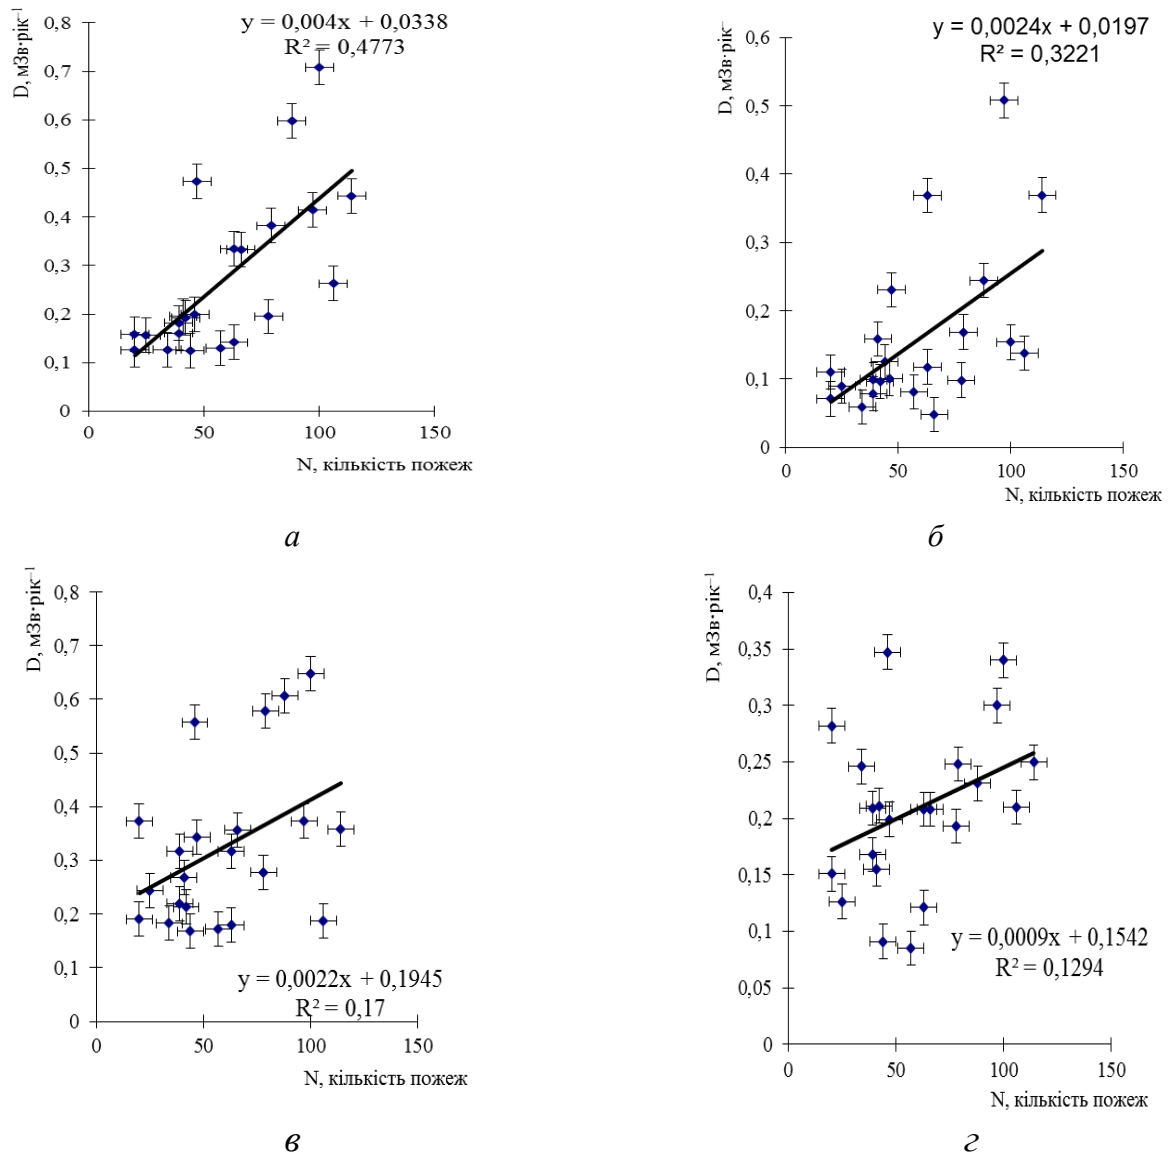 D, мЗв·рік⁻¹
y = 0,004x + 0,0338
R² = 0,4773
0,8
0,7
0,6
0,5
0,4
0,3
0,2
0,1
0
0 50 100 150
N, кількість пожеж
а
D, мЗв·рік⁻
y = 0,0024x + 0,0197
R² = 0,3221
0,6
0,5
0,4
0,3
0,2
0,1
0
0 50 100 150
N, кількість пожеж
б
D, мЗв·рік⁻¹
0,8
0,7
0,6
0,5
0,4
0,3
0,2
0,1
0
y = 0,0022x + 0,1945
R² = 0,17
0 50 100 150
N, кількість пожеж
в
D, мЗв·рік⁻¹
0,4
0,35
0,3
0,25
0,2
0,15
0,1
0,05
0
y = 0,0009x + 0,1542
R² = 0,1294
0 50 100 150
N, кількість пожеж
г